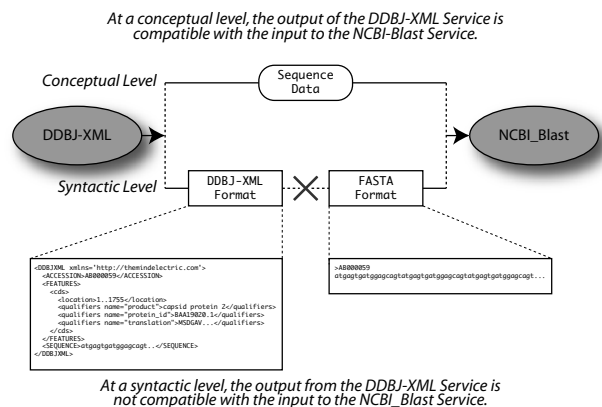 At a conceptual level, the output of the DDBJ-XML Service is
compatible with the input to the NCBI-Blast Service.
Conceptual Level
Sequence
Data
DDBJ-XML
NCBI_Blast
Syntactic Level
DDBJ-XML
Format
FASTA
Format
<DDBJXML xmlns='http://themindelectric.com'>
<ACCESSION>AB000059</ACCESSION>
<FEATURES>
<cds>
<location>1..1755</location>
<qualifiers name="product">capsid protein 2</qualifiers>
<qualifiers name="protein_id">BAA19020.1</qualifiers>
<qualifiers name="translation">MSDGAV...</qualifiers>
</cds>
</FEATURES>
<SEQUENCE>atgagtgatggagcagt..</SEQUENCE>
</DDBJXML>
>AB000059
atgagtgatggagcagtatgagtgatggagcagtatgagtgatggagcagt...
At a syntactic level, the output from the DDBJ-XML Service is
not compatible with the input to the NCBI_Blast Service.